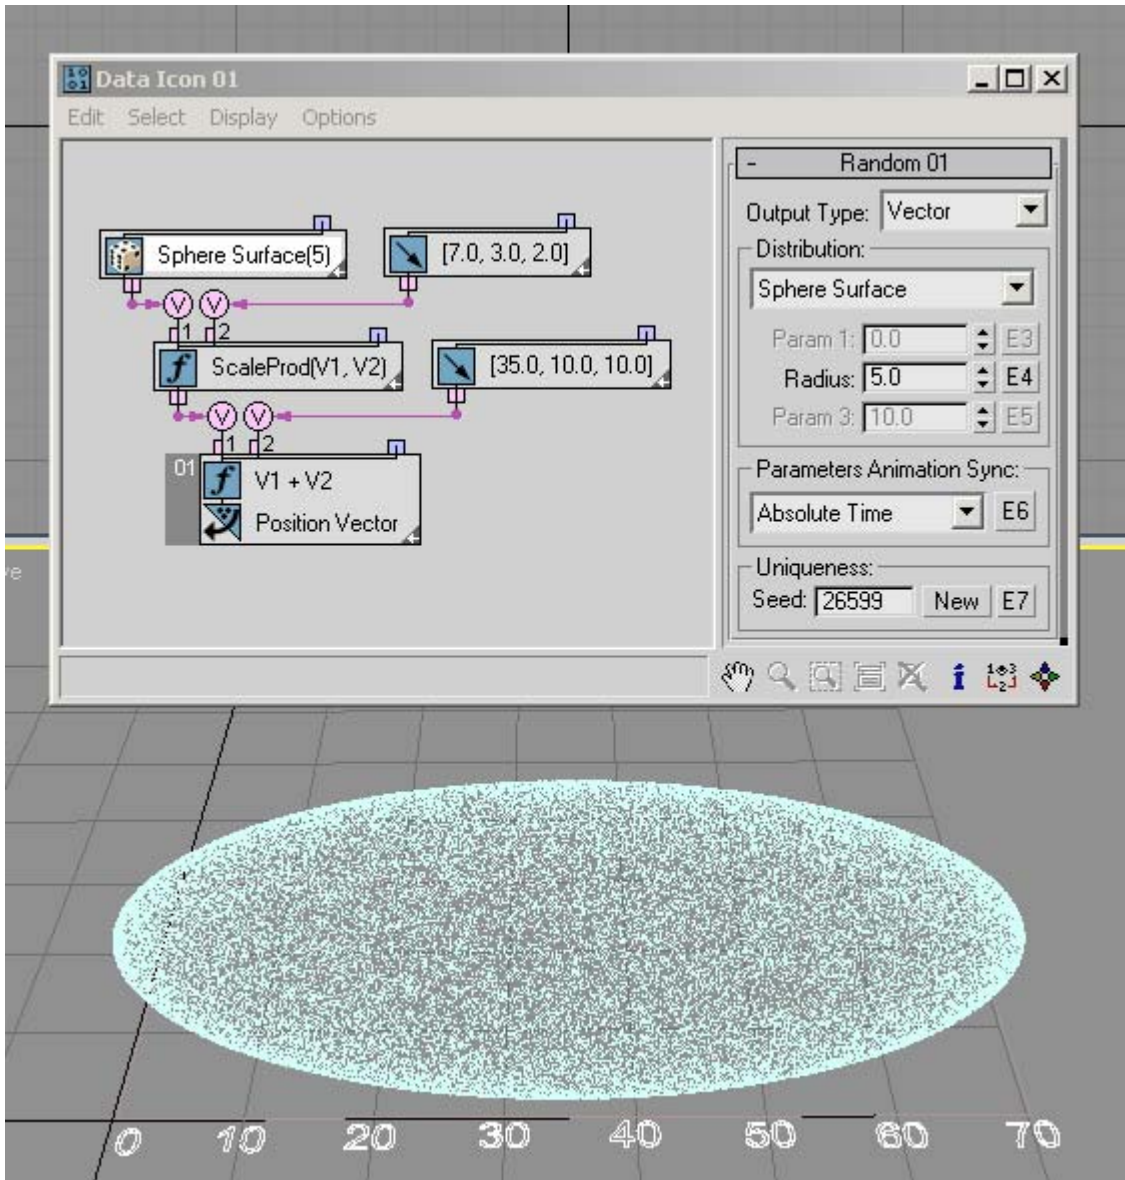 Data Icon 01
Edit Select Display Options
Sphere Surface(5)
[7.0, 3.0, 2.0]
V V
1 2
ScaleProd(V1, V2)
[35.0, 10.0, 10.0]
V V
1 2
01
V1 + V2
Position Vector
- Random 01
Output Type: Vector
Distribution:
Sphere Surface
Param 1: 0.0 E3
Radius: 5.0 E4
Param 3: 10.0 E5
Parameters Animation Sync:
Absolute Time E6
Uniqueness:
Seed: 26599 New E7
ve
0 10 20 30 40 50 60 70